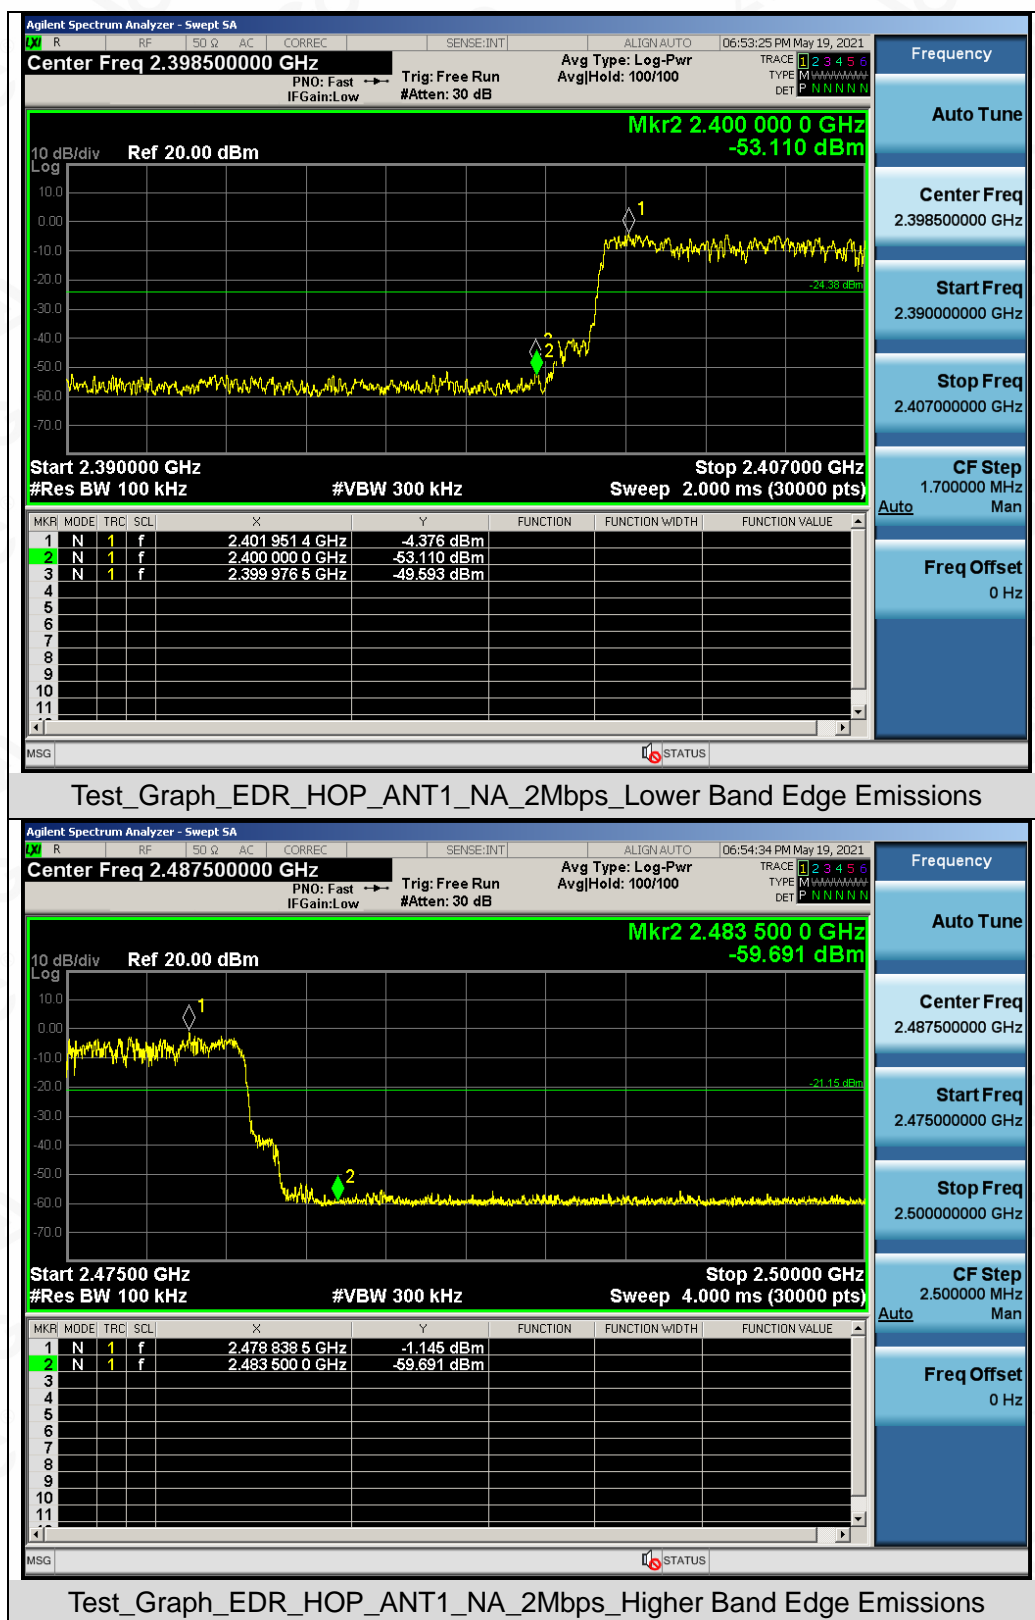 Agilent Spectrum Analyzer - Swept SA
LXI R RF 50 Ω AC CORREC SENSE:INT ALIGN AUTO 06:53:25 PM May 19, 2021
Center Freq 2.398500000 GHz
PNO: Fast
IFGain:Low
Trig: Free Run
#Atten: 30 dB
Avg Type: Log-Pwr
Avg|Hold: 100/100
TRACE 1 2 3 4 5 6
TYPE M
DET P N N N N N
Mkr2 2.400 000 0 GHz
-53.110 dBm
10 dB/div Ref 20.00 dBm
Log
10.0
0.00
-10.0
-20.0
-30.0
-40.0
-50.0
-60.0
-70.0
1
-24.38 dBm
2
Start 2.390000 GHz Stop 2.407000 GHz
#Res BW 100 kHz #VBW 300 kHz Sweep 2.000 ms (30000 pts)
MKR MODE TRC SCL X Y FUNCTION FUNCTION WIDTH FUNCTION VALUE
1 N 1 f 2.401 951 4 GHz -4.376 dBm
2 N 1 f 2.400 000 0 GHz -53.110 dBm
3 N 1 f 2.399 976 5 GHz -49.593 dBm
4
5
6
7
8
9
10
11
MSG STATUS
Frequency
Auto Tune
Center Freq
2.398500000 GHz
Start Freq
2.390000000 GHz
Stop Freq
2.407000000 GHz
CF Step
1.700000 MHz
Auto Man
Freq Offset
0 Hz
Test_Graph_EDR_HOP_ANT1_NA_2Mbps_Lower Band Edge Emissions
Agilent Spectrum Analyzer - Swept SA
LXI R RF 50 Ω AC CORREC SENSE:INT ALIGN AUTO 06:54:34 PM May 19, 2021
Center Freq 2.487500000 GHz
PNO: Fast
IFGain:Low
Trig: Free Run
#Atten: 30 dB
Avg Type: Log-Pwr
Avg|Hold: 100/100
TRACE 1 2 3 4 5 6
TYPE M
DET P N N N N N
Mkr2 2.483 500 0 GHz
-59.691 dBm
10 dB/div Ref 20.00 dBm
Log
10.0
0.00
-10.0
-20.0
-30.0
-40.0
-50.0
-60.0
-70.0
1
-21.15 dBm
2
Start 2.47500 GHz Stop 2.50000 GHz
#Res BW 100 kHz #VBW 300 kHz Sweep 4.000 ms (30000 pts)
MKR MODE TRC SCL X Y FUNCTION FUNCTION WIDTH FUNCTION VALUE
1 N 1 f 2.478 838 5 GHz -1.145 dBm
2 N 1 f 2.483 500 0 GHz -59.691 dBm
3
4
5
6
7
8
9
10
11
MSG STATUS
Frequency
Auto Tune
Center Freq
2.487500000 GHz
Start Freq
2.475000000 GHz
Stop Freq
2.500000000 GHz
CF Step
2.500000 MHz
Auto Man
Freq Offset
0 Hz
Test_Graph_EDR_HOP_ANT1_NA_2Mbps_Higher Band Edge Emissions